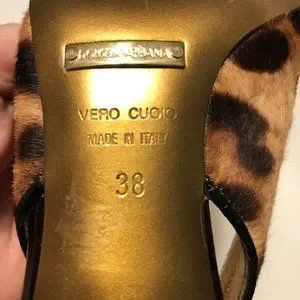 DOLCE & GABBANA
VERO CUOIO
MADE IN ITALY
38